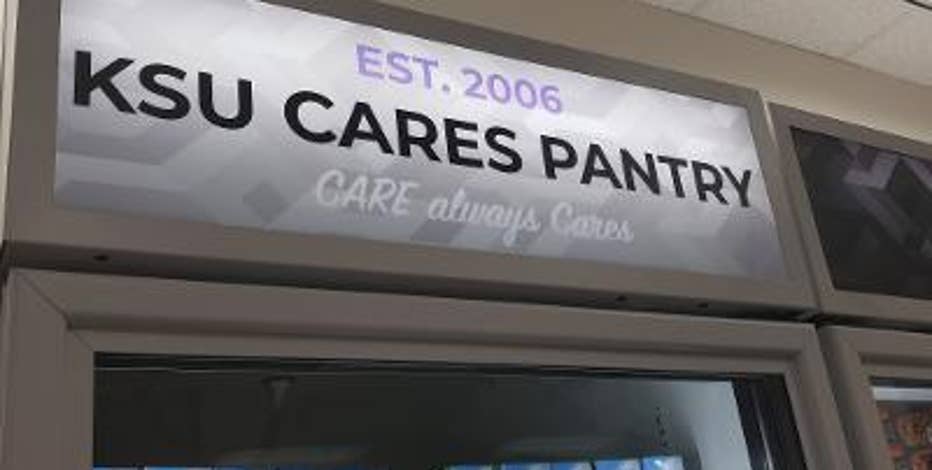 EST. 2006
KSU CARES PANTRY
CARE always Cares